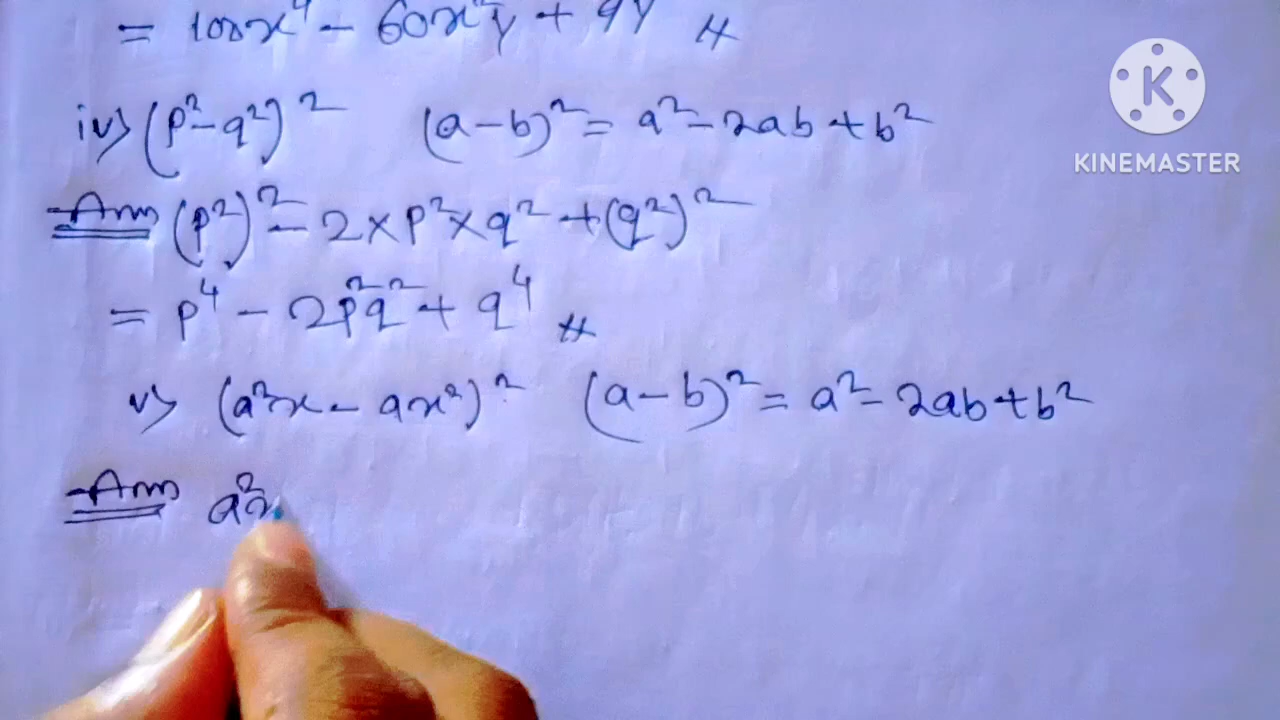 = 100x⁴ - 60x²y + 9y
iv) (p²-q²)² (a-b)² = a²-2ab+b²
KINEMASTER
Ans (p²)² - 2×p²×q² + (q²)²
= p⁴ - 2p²q² + q⁴
v) (a²x - ax²)² (a-b)² = a²-2ab+b²
Ans a²x